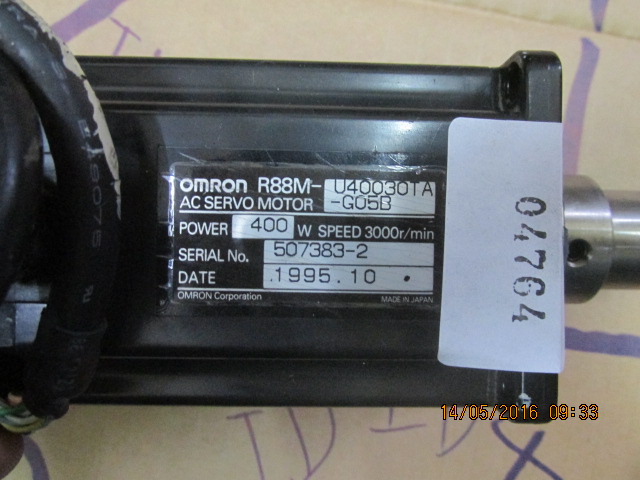 OMRON R88M-U40030TA
AC SERVO MOTOR -G05B
POWER 400 W SPEED 3000r/min
SERIAL No. 507383-2
DATE 1995.10
OMRON Corporation MADE IN JAPAN
04764
14/05/2016 09:33